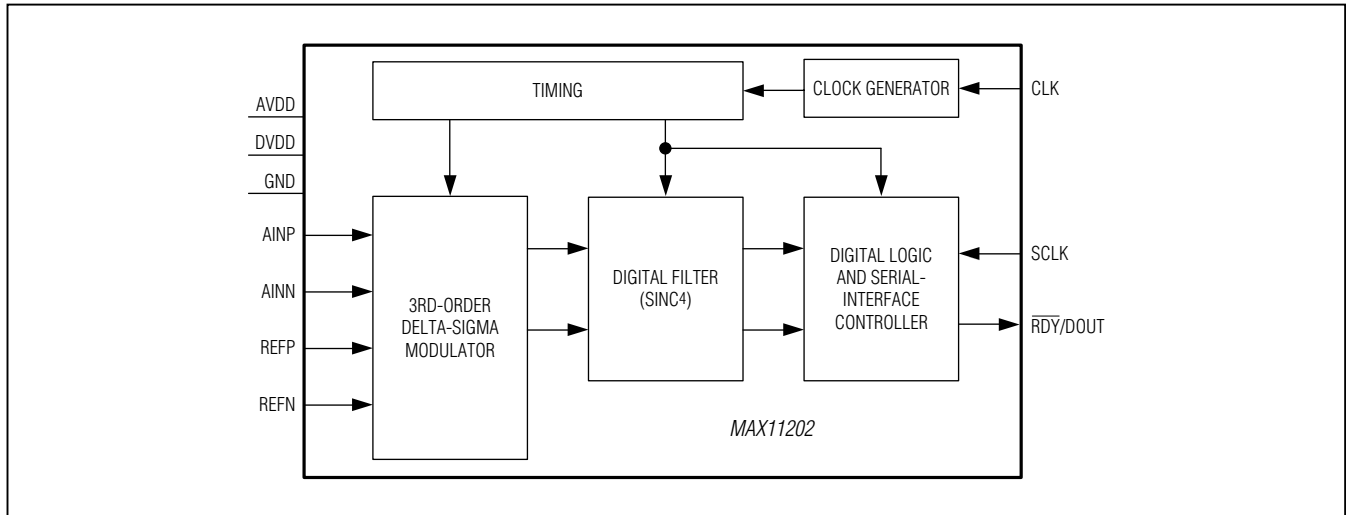 TIMING
CLOCK GENERATOR
CLK
AVDD
DVDD
GND
AINP
AINN
REFP
REFN
3RD-ORDER
DELTA-SIGMA
MODULATOR
DIGITAL FILTER
(SINC4)
DIGITAL LOGIC
AND SERIAL-
INTERFACE
CONTROLLER
SCLK
R̅D̅Y̅/DOUT
MAX11202